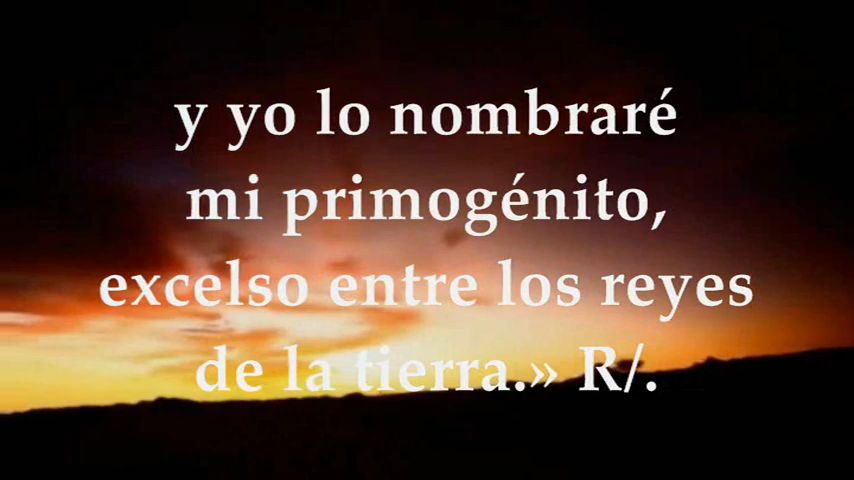 y yo lo nombraré
mi primogénito,
excelso entre los reyes
de la tierra.» R/.